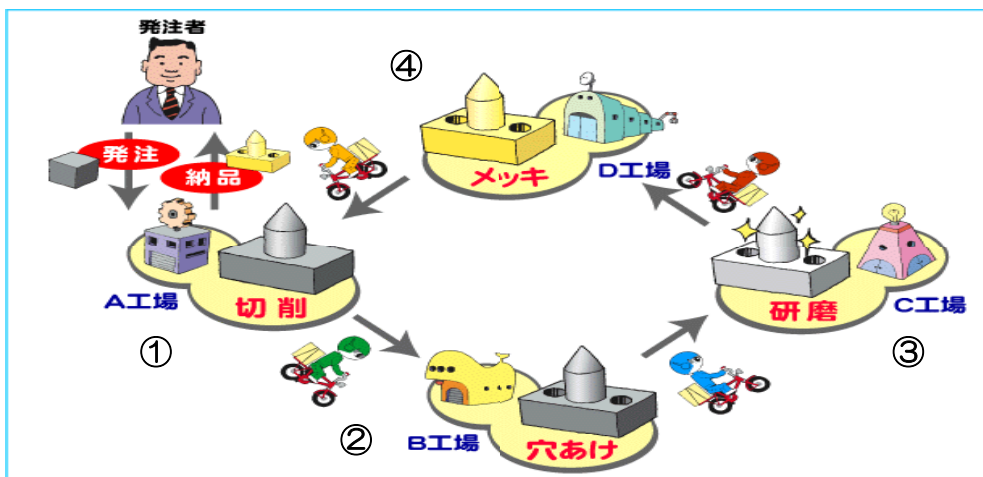 発注者
発注
納品
A工場
切削
①
②
B工場
穴あけ
研磨
C工場
③
④
メッキ
D工場